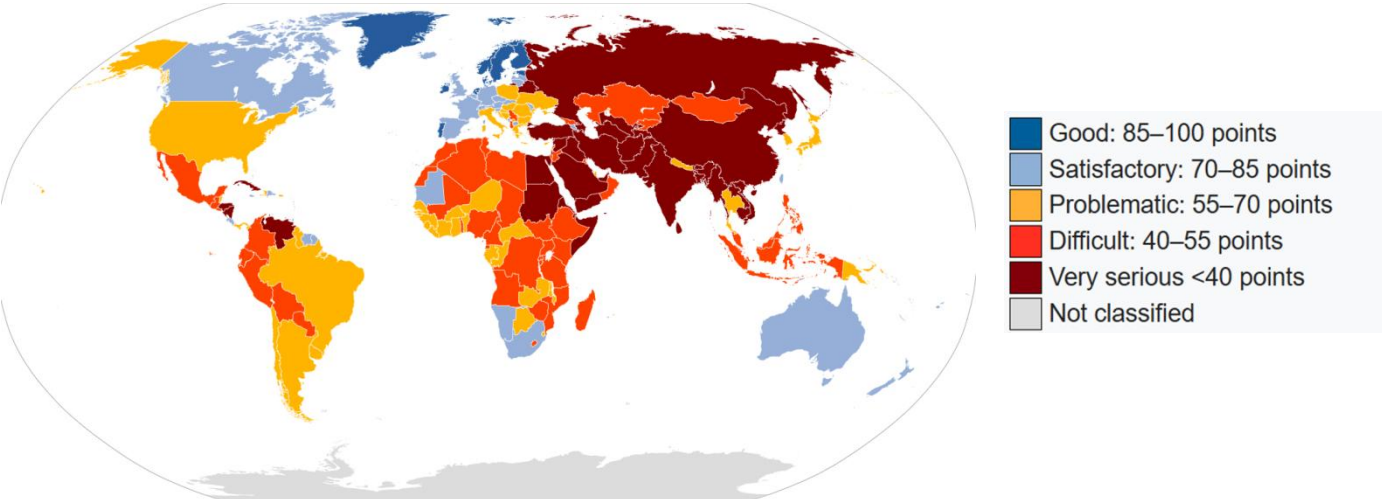 Good: 85–100 points
Satisfactory: 70–85 points
Problematic: 55–70 points
Difficult: 40–55 points
Very serious <40 points
Not classified